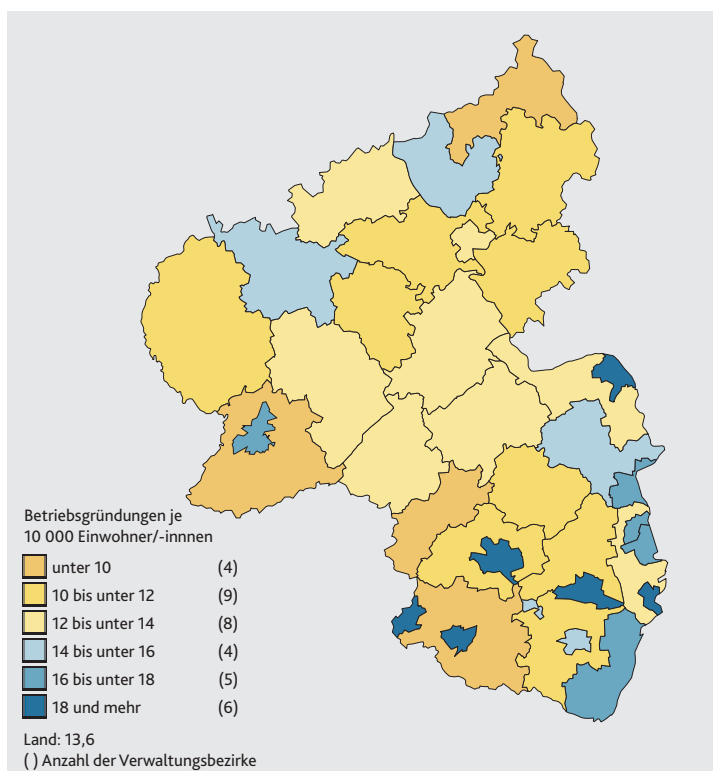 Betriebsgründungen je
10 000 Einwohner/-innnen
unter 10 (4)
10 bis unter 12 (9)
12 bis unter 14 (8)
14 bis unter 16 (4)
16 bis unter 18 (5)
18 und mehr (6)
Land: 13,6
( ) Anzahl der Verwaltungsbezirke